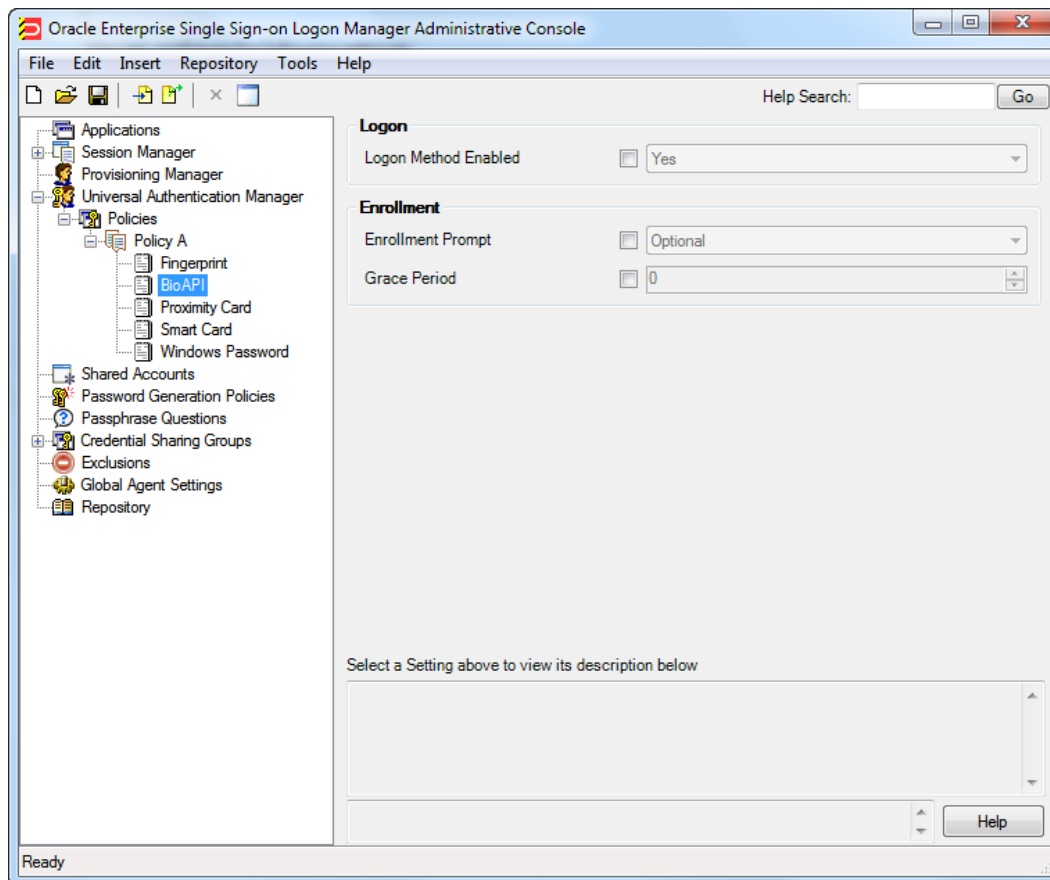 Oracle Enterprise Single Sign-on Logon Manager Administrative Console
File Edit Insert Repository Tools Help
Help Search: Go
Applications
Session Manager
Provisioning Manager
Universal Authentication Manager
Policies
Policy A
Fingerprint
BioAPI
Proximity Card
Smart Card
Windows Password
Shared Accounts
Password Generation Policies
Passphrase Questions
Credential Sharing Groups
Exclusions
Global Agent Settings
Repository
Logon
Logon Method Enabled Yes
Enrollment
Enrollment Prompt Optional
Grace Period 0
Select a Setting above to view its description below
Help
Ready